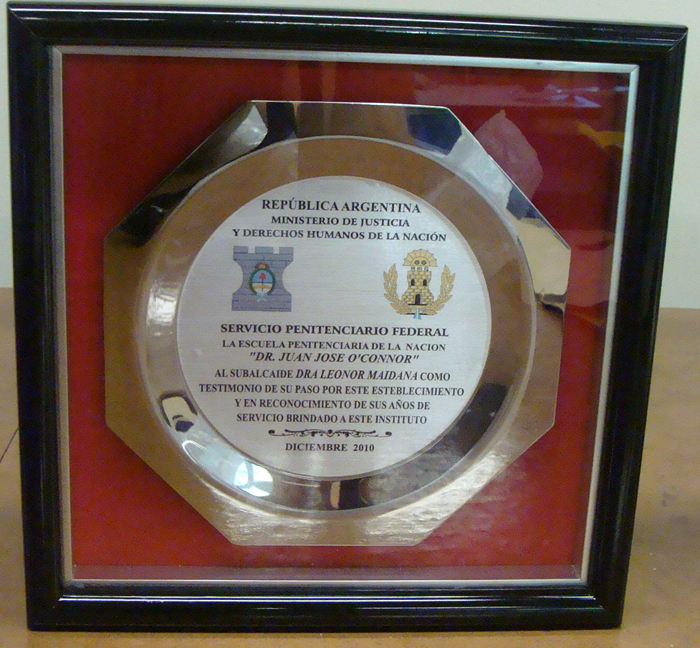 REPÚBLICA ARGENTINA
MINISTERIO DE JUSTICIA
Y DERECHOS HUMANOS DE LA NACIÓN
SERVICIO PENITENCIARIO FEDERAL
LA ESCUELA PENITENCIARIA DE LA NACION
"DR. JUAN JOSE O'CONNOR"
AL SUBALCAIDE DRA LEONOR MAIDANA COMO
TESTIMONIO DE SU PASO POR ESTE ESTEBLECIMIENTO
Y EN RECONOCIMIENTO DE SUS AÑOS DE
SERVICIO BRINDADO A ESTE INSTITUTO
DICIEMBRE 2010